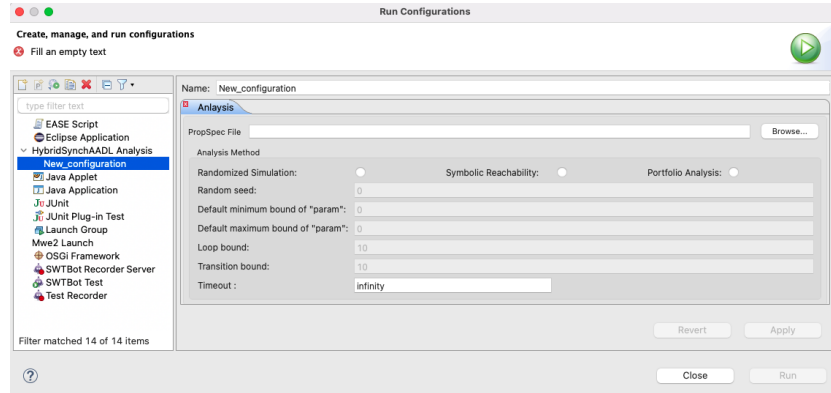 Run Configurations
Create, manage, and run configurations
Fill an empty text
type filter text
EASE Script
Eclipse Application
HybridSynchAADL Analysis
New_configuration
Java Applet
Java Application
JUnit
JUnit Plug-in Test
Launch Group
Mwe2 Launch
OSGi Framework
SWTBot Recorder Server
SWTBot Test
Test Recorder
Filter matched 14 of 14 items
Name: New_configuration
Anlaysis
PropSpec File Browse...
Analysis Method
Randomized Simulation: Symbolic Reachability: Portfolio Analysis:
Random seed: 0
Default minimum bound of "param": 0
Default maximum bound of "param": 0
Loop bound: 10
Transition bound: 10
Timeout : infinity
Revert Apply
? Close Run